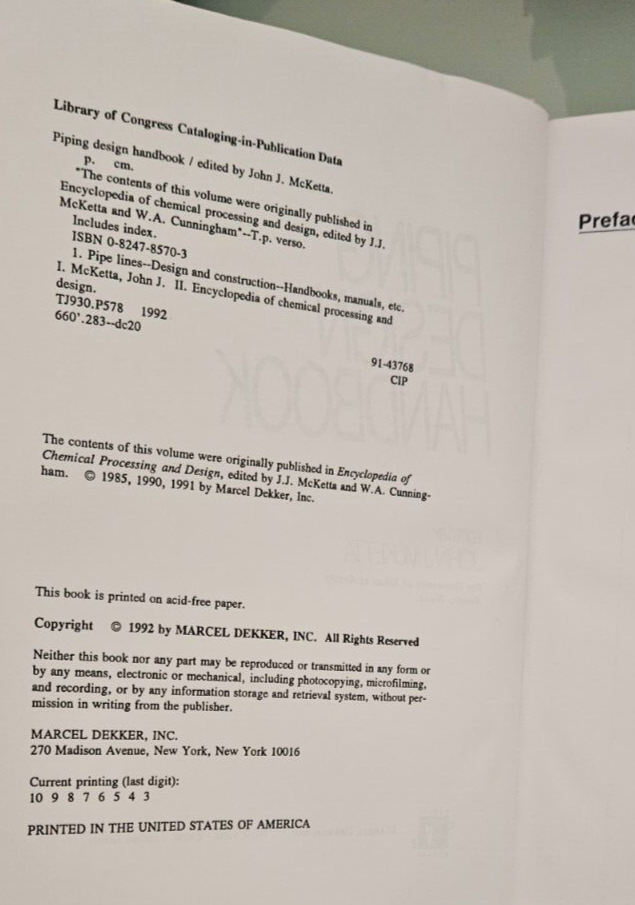 Library of Congress Cataloging-in-Publication Data
Piping design handbook / edited by John J. McKetta.
p. cm.
"The contents of this volume were originally published in
Encyclopedia of chemical processing and design, edited by J.J.
McKetta and W.A. Cunningham"--T.p. verso.
Includes index.
ISBN 0-8247-8570-3
1. Pipe lines--Design and construction--Handbooks, manuals, etc.
I. McKetta, John J. II. Encyclopedia of chemical processing and
design.
TJ930.P578 1992
660'.283--dc20
91-43768
CIP
The contents of this volume were originally published in Encyclopedia of
Chemical Processing and Design, edited by J.J. McKetta and W.A. Cunning-
ham. © 1985, 1990, 1991 by Marcel Dekker, Inc.
This book is printed on acid-free paper.
Copyright © 1992 by MARCEL DEKKER, INC. All Rights Reserved
Neither this book nor any part may be reproduced or transmitted in any form or
by any means, electronic or mechanical, including photocopying, microfilming,
and recording, or by any information storage and retrieval system, without per-
mission in writing from the publisher.
MARCEL DEKKER, INC.
270 Madison Avenue, New York, New York 10016
Current printing (last digit):
10 9 8 7 6 5 4 3
PRINTED IN THE UNITED STATES OF AMERICA
Prefac
PIPING
DESIGN
HANDBOOK